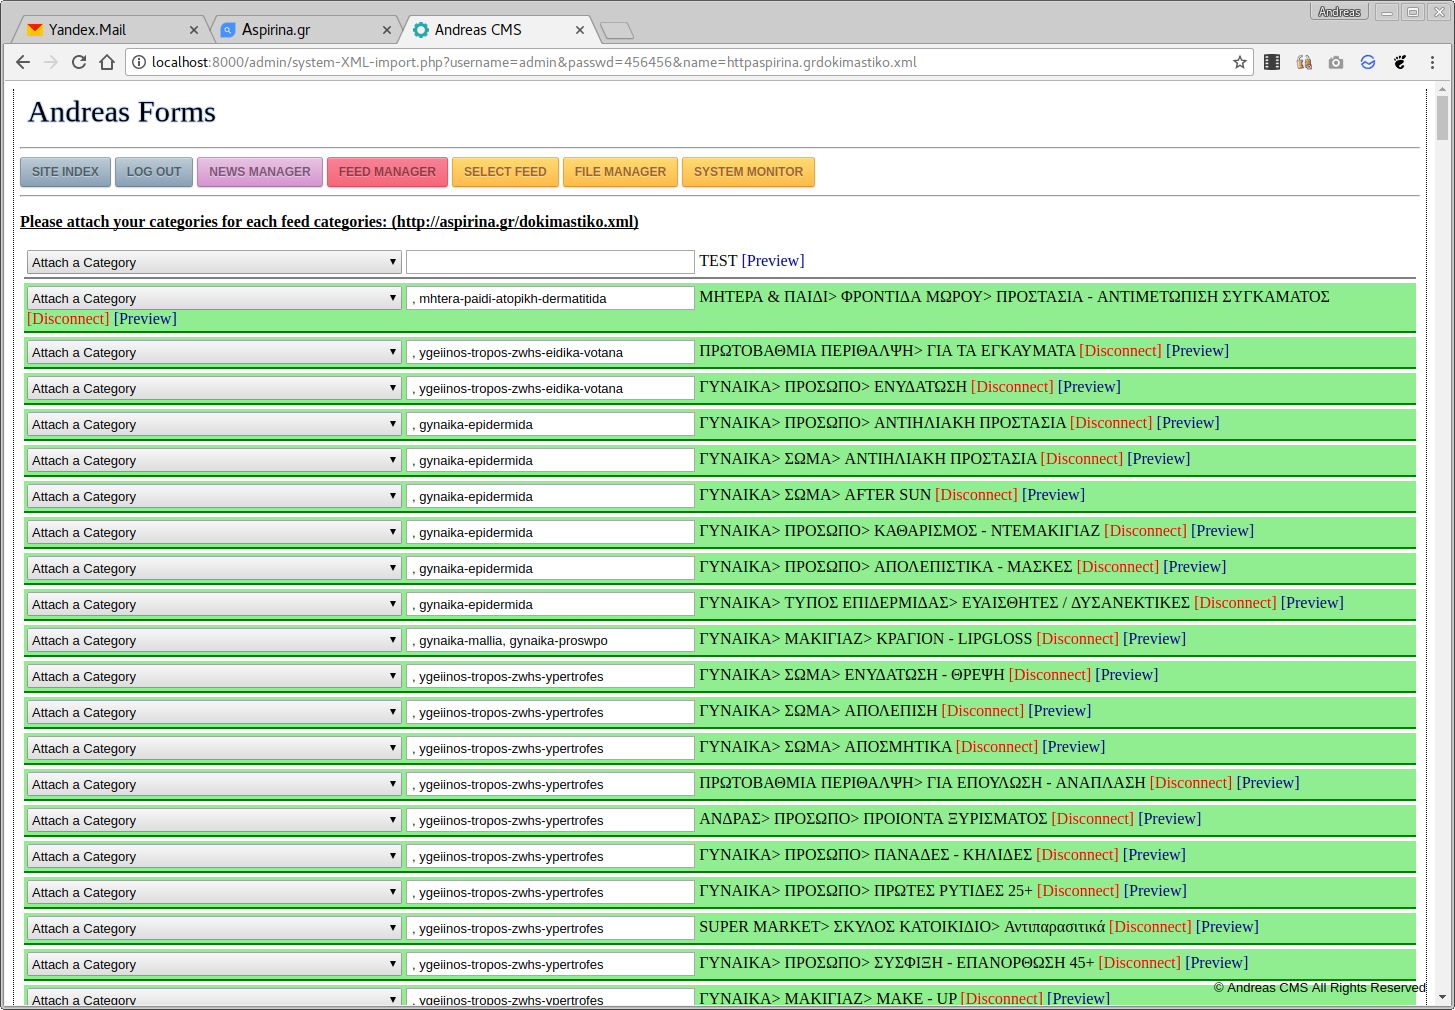 Andreas
Yandex.Mail
Aspirina.gr
Andreas CMS
localhost:8000/admin/system-XML-import.php?username=admin&passwd=456456&name=httpaspirina.grdokimastiko.xml
Andreas Forms
SITE INDEX LOG OUT NEWS MANAGER FEED MANAGER SELECT FEED FILE MANAGER SYSTEM MONITOR
Please attach your categories for each feed categories: (http://aspirina.gr/dokimastiko.xml)
Attach a Category TEST [Preview]
Attach a Category , mhtera-paidi-atopikh-dermatitida ΜΗΤΕΡΑ & ΠΑΙΔΙ> ΦΡΟΝΤΙΔΑ ΜΩΡΟΥ> ΠΡΟΣΤΑΣΙΑ - ΑΝΤΙΜΕΤΩΠΙΣΗ ΣΥΓΚΑΜΑΤΟΣ
[Disconnect] [Preview]
Attach a Category , ygeiinos-tropos-zwhs-eidika-votana ΠΡΩΤΟΒΑΘΜΙΑ ΠΕΡΙΘΑΛΨΗ> ΓΙΑ ΤΑ ΕΓΚΑΥΜΑΤΑ [Disconnect] [Preview]
Attach a Category , ygeiinos-tropos-zwhs-eidika-votana ΓΥΝΑΙΚΑ> ΠΡΟΣΩΠΟ> ΕΝΥΔΑΤΩΣΗ [Disconnect] [Preview]
Attach a Category , gynaika-epidermida ΓΥΝΑΙΚΑ> ΠΡΟΣΩΠΟ> ΑΝΤΙΗΛΙΑΚΗ ΠΡΟΣΤΑΣΙΑ [Disconnect] [Preview]
Attach a Category , gynaika-epidermida ΓΥΝΑΙΚΑ> ΣΩΜΑ> ΑΝΤΙΗΛΙΑΚΗ ΠΡΟΣΤΑΣΙΑ [Disconnect] [Preview]
Attach a Category , gynaika-epidermida ΓΥΝΑΙΚΑ> ΣΩΜΑ> AFTER SUN [Disconnect] [Preview]
Attach a Category , gynaika-epidermida ΓΥΝΑΙΚΑ> ΠΡΟΣΩΠΟ> ΚΑΘΑΡΙΣΜΟΣ - ΝΤΕΜΑΚΙΓΙΑΖ [Disconnect] [Preview]
Attach a Category , gynaika-epidermida ΓΥΝΑΙΚΑ> ΠΡΟΣΩΠΟ> ΑΠΟΛΕΠΙΣΤΙΚΑ - ΜΑΣΚΕΣ [Disconnect] [Preview]
Attach a Category , gynaika-epidermida ΓΥΝΑΙΚΑ> ΤΥΠΟΣ ΕΠΙΔΕΡΜΙΔΑΣ> ΕΥΑΙΣΘΗΤΕΣ / ΔΥΣΑΝΕΚΤΙΚΕΣ [Disconnect] [Preview]
Attach a Category , gynaika-mallia, gynaika-proswpo ΓΥΝΑΙΚΑ> ΜΑΚΙΓΙΑΖ> ΚΡΑΓΙΟΝ - LIPGLOSS [Disconnect] [Preview]
Attach a Category , ygeiinos-tropos-zwhs-ypertrofes ΓΥΝΑΙΚΑ> ΣΩΜΑ> ΕΝΥΔΑΤΩΣΗ - ΘΡΕΨΗ [Disconnect] [Preview]
Attach a Category , ygeiinos-tropos-zwhs-ypertrofes ΓΥΝΑΙΚΑ> ΣΩΜΑ> ΑΠΟΛΕΠΙΣΗ [Disconnect] [Preview]
Attach a Category , ygeiinos-tropos-zwhs-ypertrofes ΓΥΝΑΙΚΑ> ΣΩΜΑ> ΑΠΟΣΜΗΤΙΚΑ [Disconnect] [Preview]
Attach a Category , ygeiinos-tropos-zwhs-ypertrofes ΠΡΩΤΟΒΑΘΜΙΑ ΠΕΡΙΘΑΛΨΗ> ΓΙΑ ΕΠΟΥΛΩΣΗ - ΑΝΑΠΛΑΣΗ [Disconnect] [Preview]
Attach a Category , ygeiinos-tropos-zwhs-ypertrofes ΑΝΔΡΑΣ> ΠΡΟΣΩΠΟ> ΠΡΟΙΟΝΤΑ ΞΥΡΙΣΜΑΤΟΣ [Disconnect] [Preview]
Attach a Category , ygeiinos-tropos-zwhs-ypertrofes ΓΥΝΑΙΚΑ> ΠΡΟΣΩΠΟ> ΠΑΝΑΔΕΣ - ΚΗΛΙΔΕΣ [Disconnect] [Preview]
Attach a Category , ygeiinos-tropos-zwhs-ypertrofes ΓΥΝΑΙΚΑ> ΠΡΟΣΩΠΟ> ΠΡΩΤΕΣ ΡΥΤΙΔΕΣ 25+ [Disconnect] [Preview]
Attach a Category , ygeiinos-tropos-zwhs-ypertrofes SUPER MARKET> ΣΚΥΛΟΣ ΚΑΤΟΙΚΙΔΙΟ> Αντιπαρασιτικά [Disconnect] [Preview]
Attach a Category , ygeiinos-tropos-zwhs-ypertrofes ΓΥΝΑΙΚΑ> ΠΡΟΣΩΠΟ> ΣΥΣΦΙΞΗ - ΕΠΑΝΟΡΘΩΣΗ 45+ [Disconnect] [Preview]
Attach a Category , ygeiinos-tropos-zwhs-ypertrofes ΓΥΝΑΙΚΑ> ΜΑΚΙΓΙΑΖ> MAKE - UP [Disconnect] [Preview]
© Andreas CMS All Rights Reserved